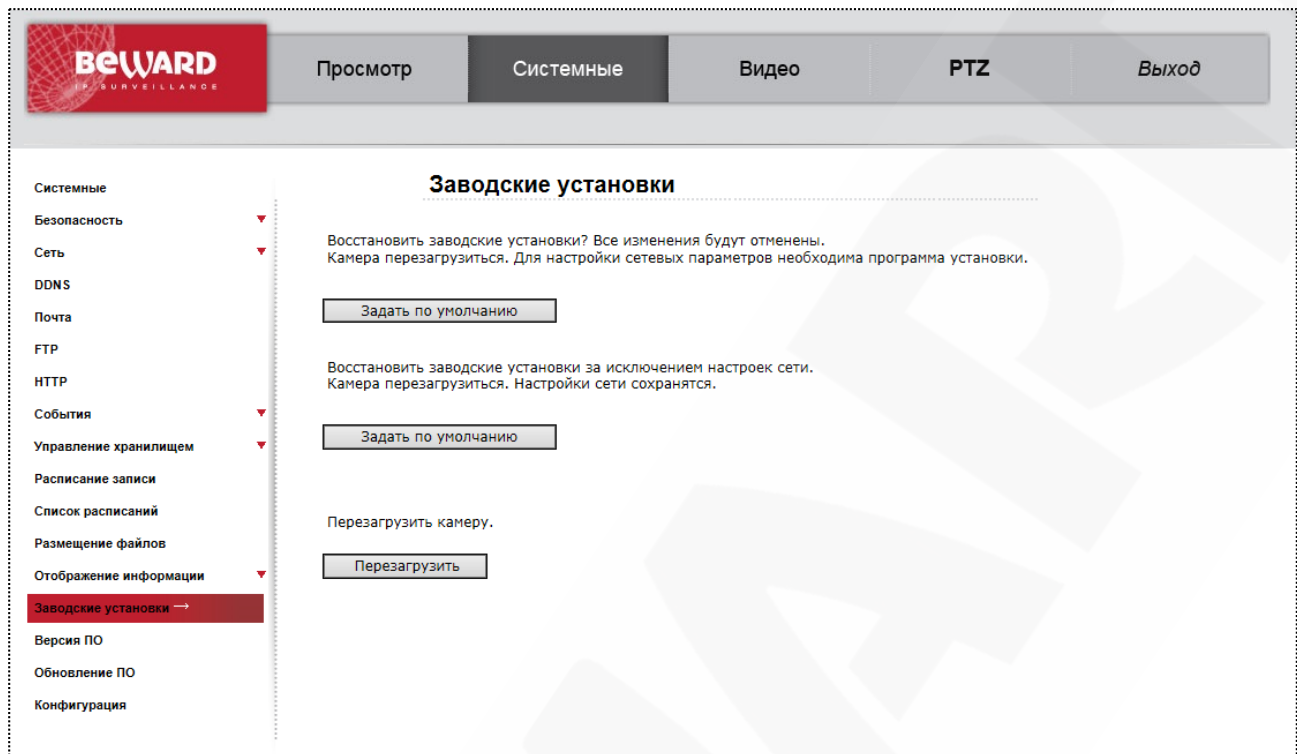 BEWARD
IP SURVEILLANCE
Просмотр
Системные
Видео
PTZ
Выход
Системные
Безопасность
Сеть
DDNS
Почта
FTP
HTTP
События
Управление хранилищем
Расписание записи
Список расписаний
Размещение файлов
Отображение информации
Заводские установки →
Версия ПО
Обновление ПО
Конфигурация
Заводские установки
Восстановить заводские установки? Все изменения будут отменены.
Камера перезагрузиться. Для настройки сетевых параметров необходима программа установки.
Задать по умолчанию
Восстановить заводские установки за исключением настроек сети.
Камера перезагрузиться. Настройки сети сохранятся.
Задать по умолчанию
Перезагрузить камеру.
Перезагрузить